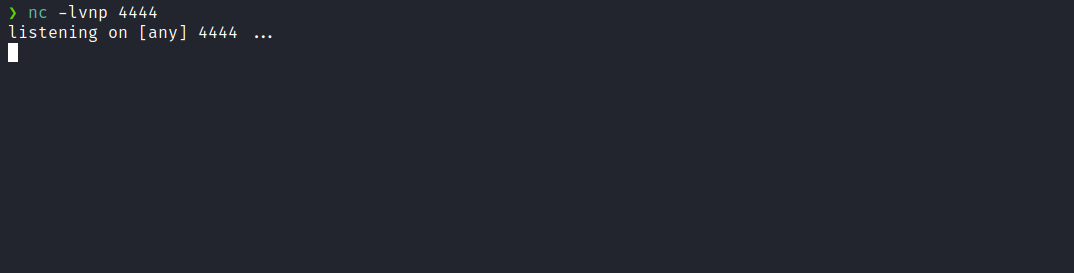 ❯ nc -lvnp 4444
listening on [any] 4444 ...